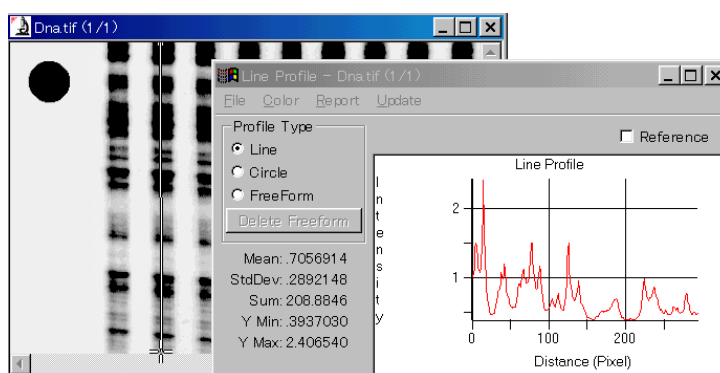 Dna.tif (1/1)
Line Profile - Dna.tif (1/1)
File Color Report Update
Profile Type
Line
Circle
FreeForm
Delete Freeform
Mean: .7056914
StdDev: .2892148
Sum: 208.8846
Y Min: .3937030
Y Max: 2.406540
Reference
Line Profile
Intensity
2
1
0 100 200
Distance (Pixel)